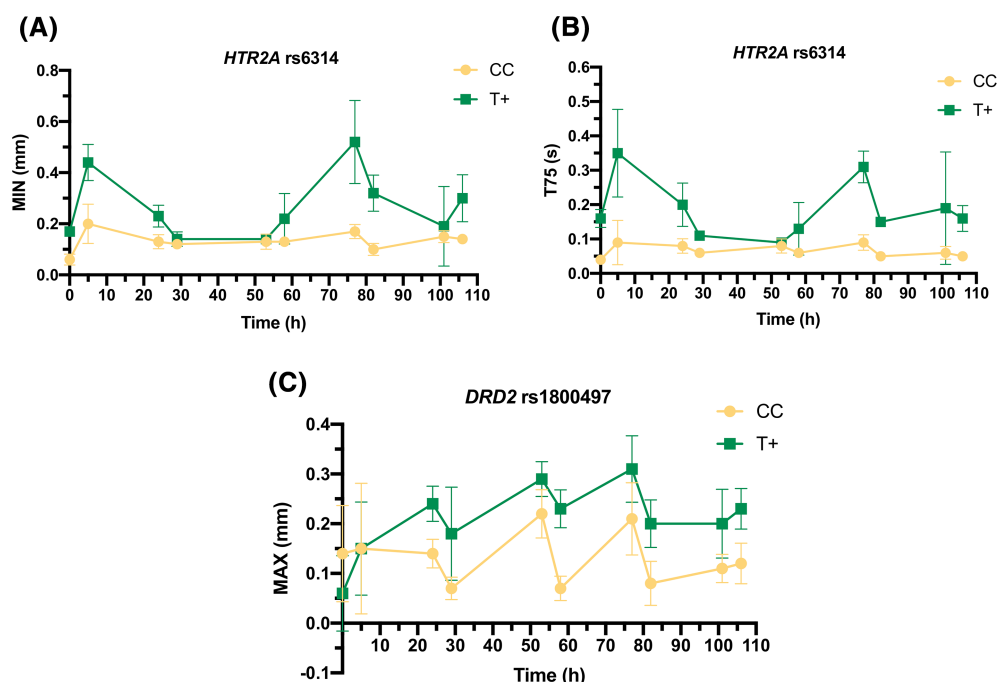 (A)
HTR2A rs6314
CC
T+
MIN (mm)
0.8
0.6
0.4
0.2
0.0
0 10 20 30 40 50 60 70 80 90 100 110
Time (h)
(B)
HTR2A rs6314
CC
T+
T75 (s)
0.6
0.5
0.4
0.3
0.2
0.1
0.0
0 10 20 30 40 50 60 70 80 90 100 110
Time (h)
(C)
DRD2 rs1800497
CC
T+
MAX (mm)
0.4
0.3
0.2
0.1
0.0
-0.1
10 20 30 40 50 60 70 80 90 100 110
Time (h)